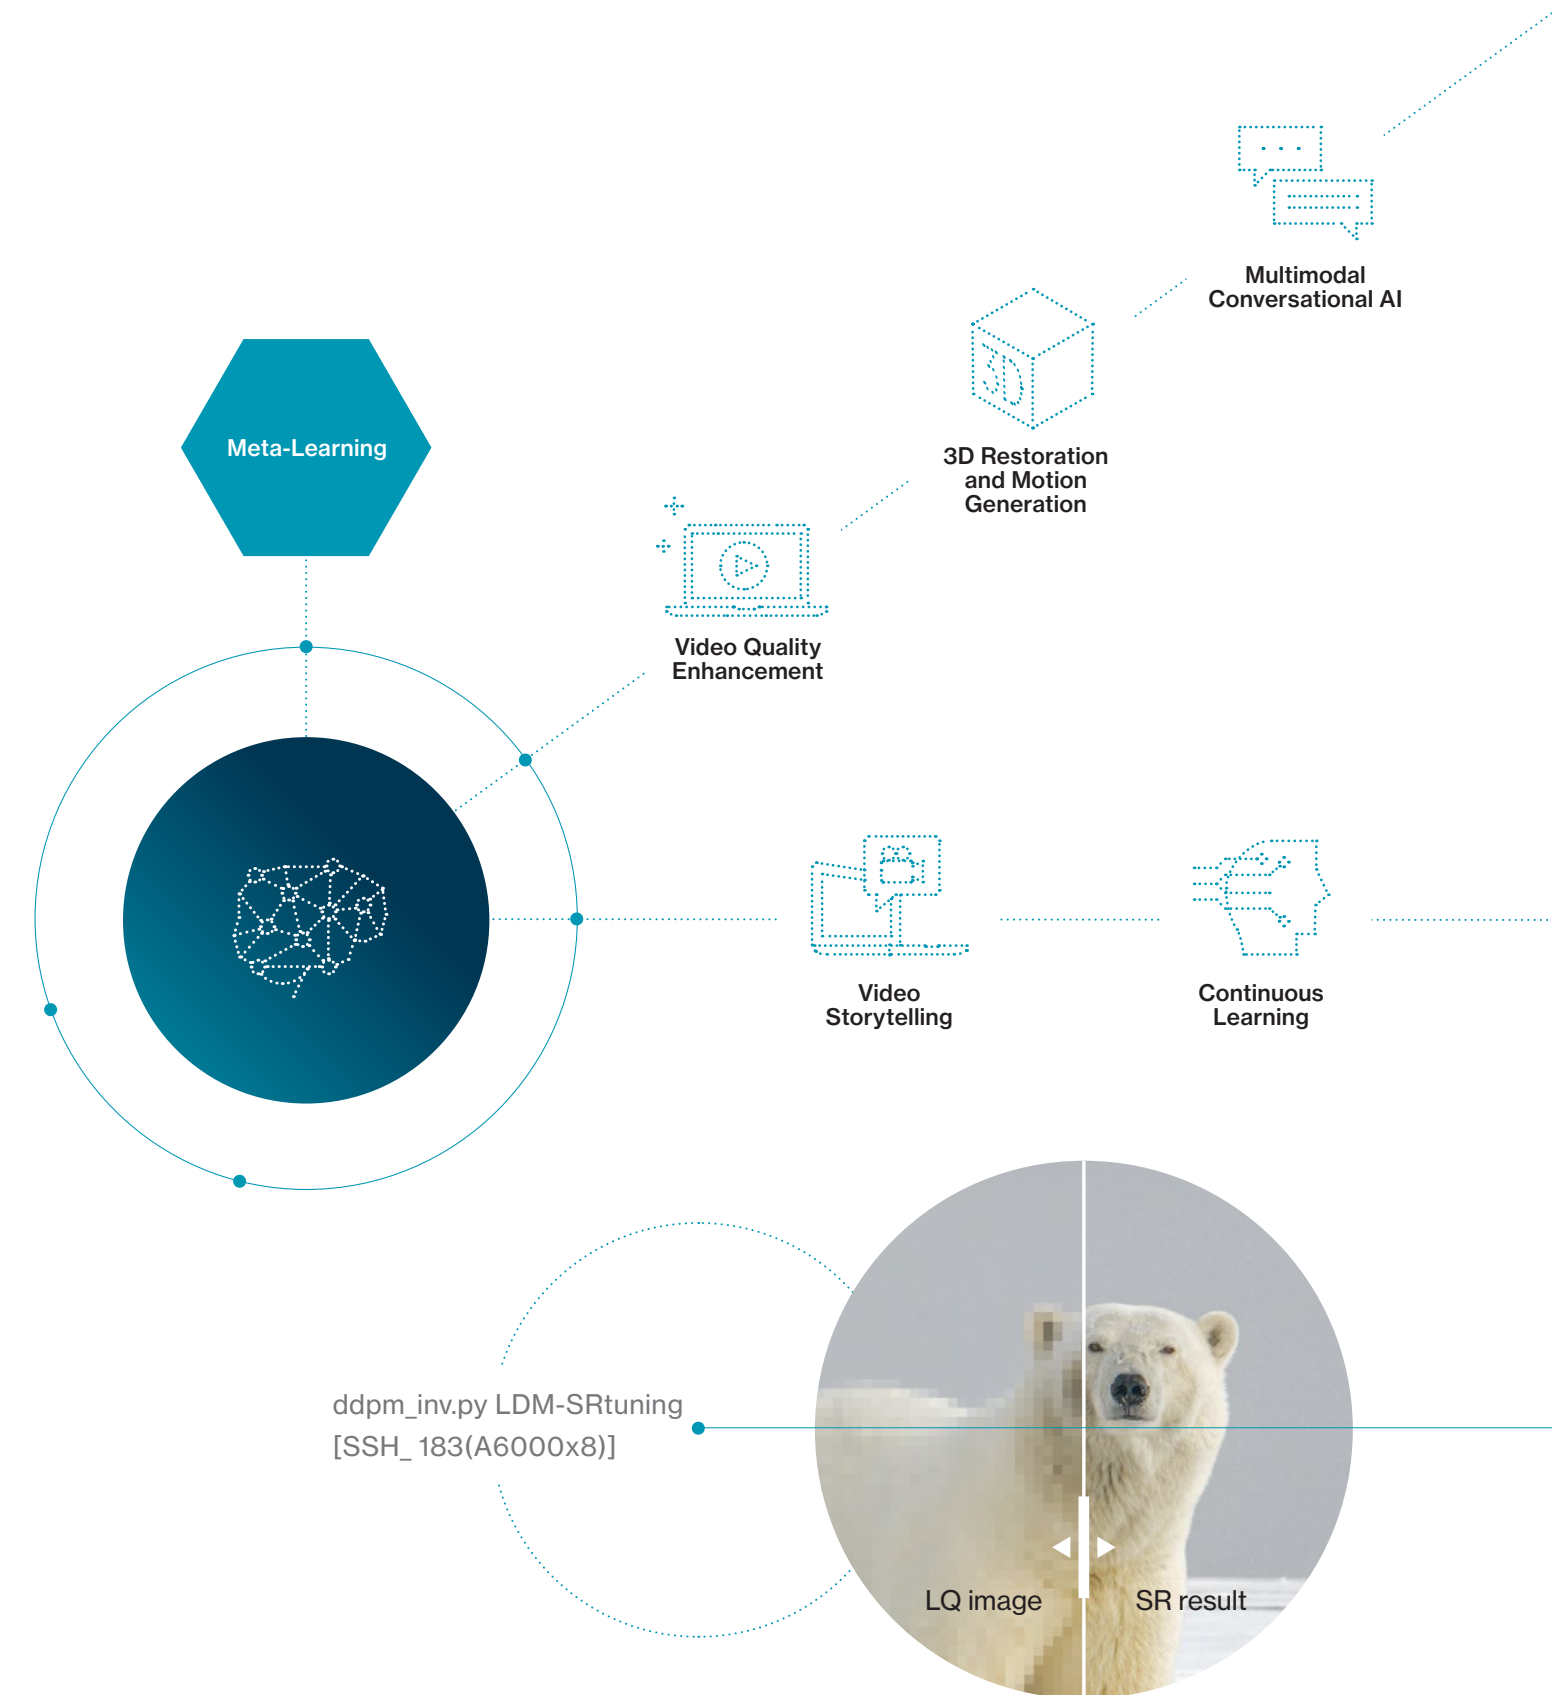 Multimodal
Conversational AI
3D
3D Restoration
and Motion
Generation
Meta-Learning
Video Quality
Enhancement
Video
Storytelling
Continuous
Learning
ddpm_inv.py LDM-SRtuning
[SSH_ 183(A6000x8)]
LQ image
SR result